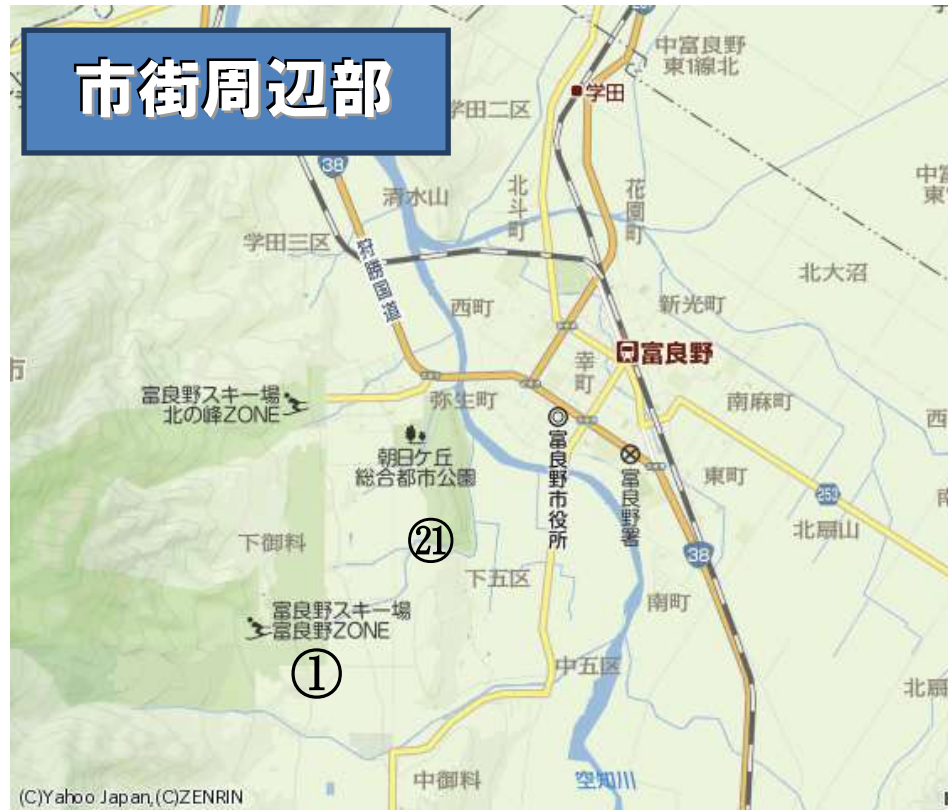 市街周辺部
38
中富良野
東1線北
学田
学田二区
清水山
北斗町
花園町
学田三区
狩勝国道
北大沼
西町
新光町
富良野
幸町
富良野スキー場
北の峰ZONE
弥生町
南麻町
朝日ケ丘
総合都市公園
富良野市役所
富良野署
東町
253
北扇山
㉑
下御料
38
下五区
富良野スキー場
富良野ZONE
南町
①
中五区
中御料
空知川
(C)Yahoo Japan,(C)ZENRIN